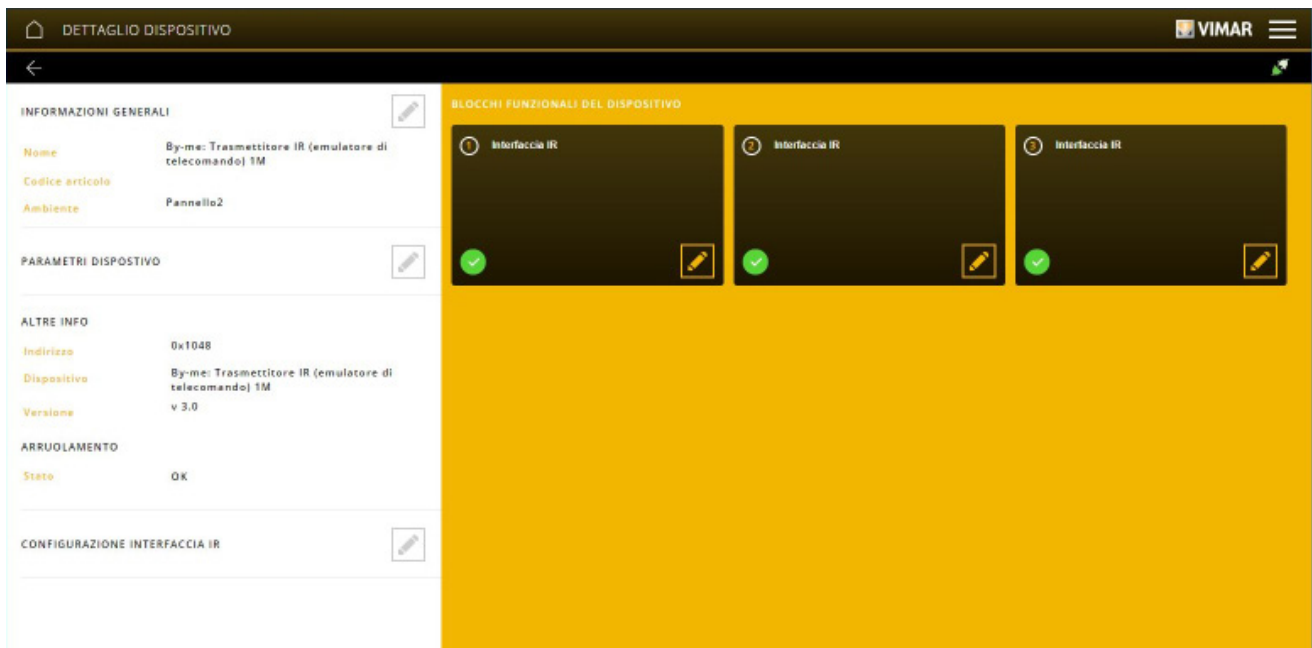 DETTAGLIO DISPOSITIVO
VIMAR
INFORMAZIONI GENERALI
Nome By-me: Trasmettitore IR (emulatore di
telecomando) 1M
Codice articolo
Ambiente Pannello2
PARAMETRI DISPOSTIVO
ALTRE INFO
Indirizzo 0x1048
Dispositivo By-me: Trasmettitore IR (emulatore di
telecomando) 1M
Versione v 3.0
ARRUOLAMENTO
Stato OK
CONFIGURAZIONE INTERFACCIA IR
BLOCCHI FUNZIONALI DEL DISPOSITIVO
1 Interfaccia IR
2 Interfaccia IR
3 Interfaccia IR